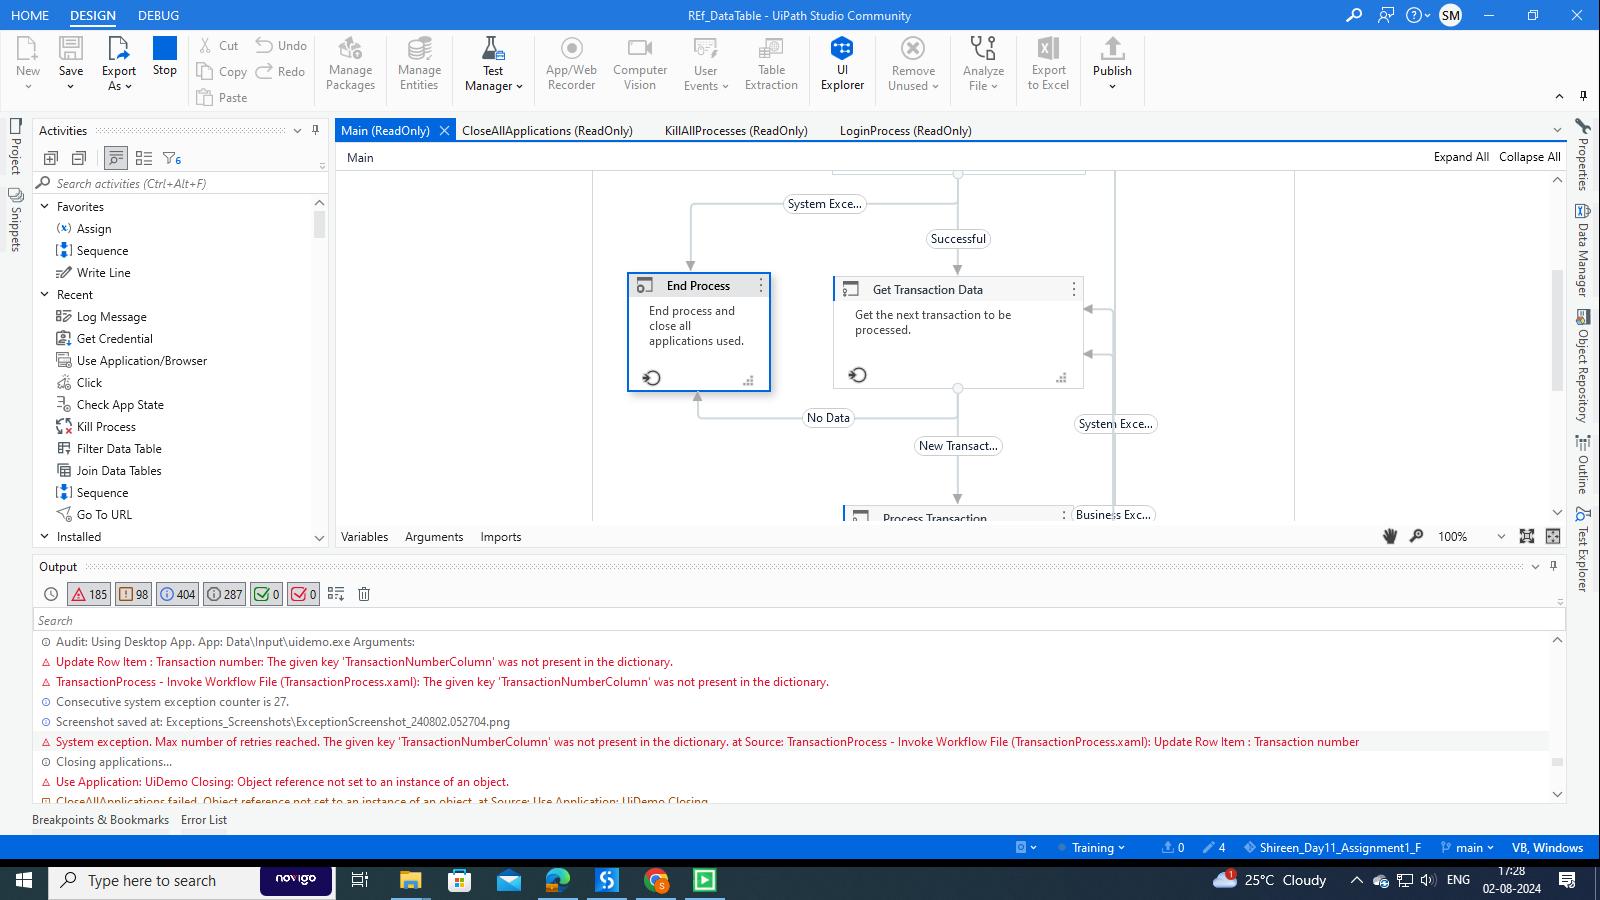 HOME DESIGN DEBUG
REf_DataTable - UiPath Studio Community
SM
New
Save
Export As
Stop
Cut
Copy
Paste
Undo
Redo
Manage Packages
Manage Entities
Test Manager
App/Web Recorder
Computer Vision
User Events
Table Extraction
UI Explorer
Remove Unused
Analyze File
Export to Excel
Publish
Project
Snippets
Activities
6
Search activities (Ctrl+Alt+F)
Favorites
Assign
Sequence
Write Line
Recent
Log Message
Get Credential
Use Application/Browser
Click
Check App State
Kill Process
Filter Data Table
Join Data Tables
Sequence
Go To URL
Installed
Main (ReadOnly)
CloseAllApplications (ReadOnly)
KillAllProcesses (ReadOnly)
LoginProcess (ReadOnly)
Main
Expand All Collapse All
System Exce...
Successful
End Process
End process and
close all
applications used.
Get Transaction Data
Get the next transaction to be
processed.
No Data
New Transact...
System Exce...
Process Transaction
Business Exc...
Variables Arguments Imports
100%
Properties
Data Manager
Object Repository
Outline
Test Explorer
Output
185 98 404 287 0 0
Search
Audit: Using Desktop App. App: Data\Input\uidemo.exe Arguments:
Update Row Item : Transaction number: The given key 'TransactionNumberColumn' was not present in the dictionary.
TransactionProcess - Invoke Workflow File (TransactionProcess.xaml): The given key 'TransactionNumberColumn' was not present in the dictionary.
Consecutive system exception counter is 27.
Screenshot saved at: Exceptions_Screenshots\ExceptionScreenshot_240802.052704.png
System exception. Max number of retries reached. The given key 'TransactionNumberColumn' was not present in the dictionary. at Source: TransactionProcess - Invoke Workflow File (TransactionProcess.xaml): Update Row Item : Transaction number
Closing applications...
Use Application: UiDemo Closing: Object reference not set to an instance of an object.
CloseAllApplications failed. Object reference not set to an instance of an object. at Source: Use Application: UiDemo Closing
Breakpoints & Bookmarks Error List
Training 0 4 Shireen_Day11_Assignment1_F main VB, Windows
Type here to search
novigo
S
1
25°C Cloudy
ENG
17:28
02-08-2024